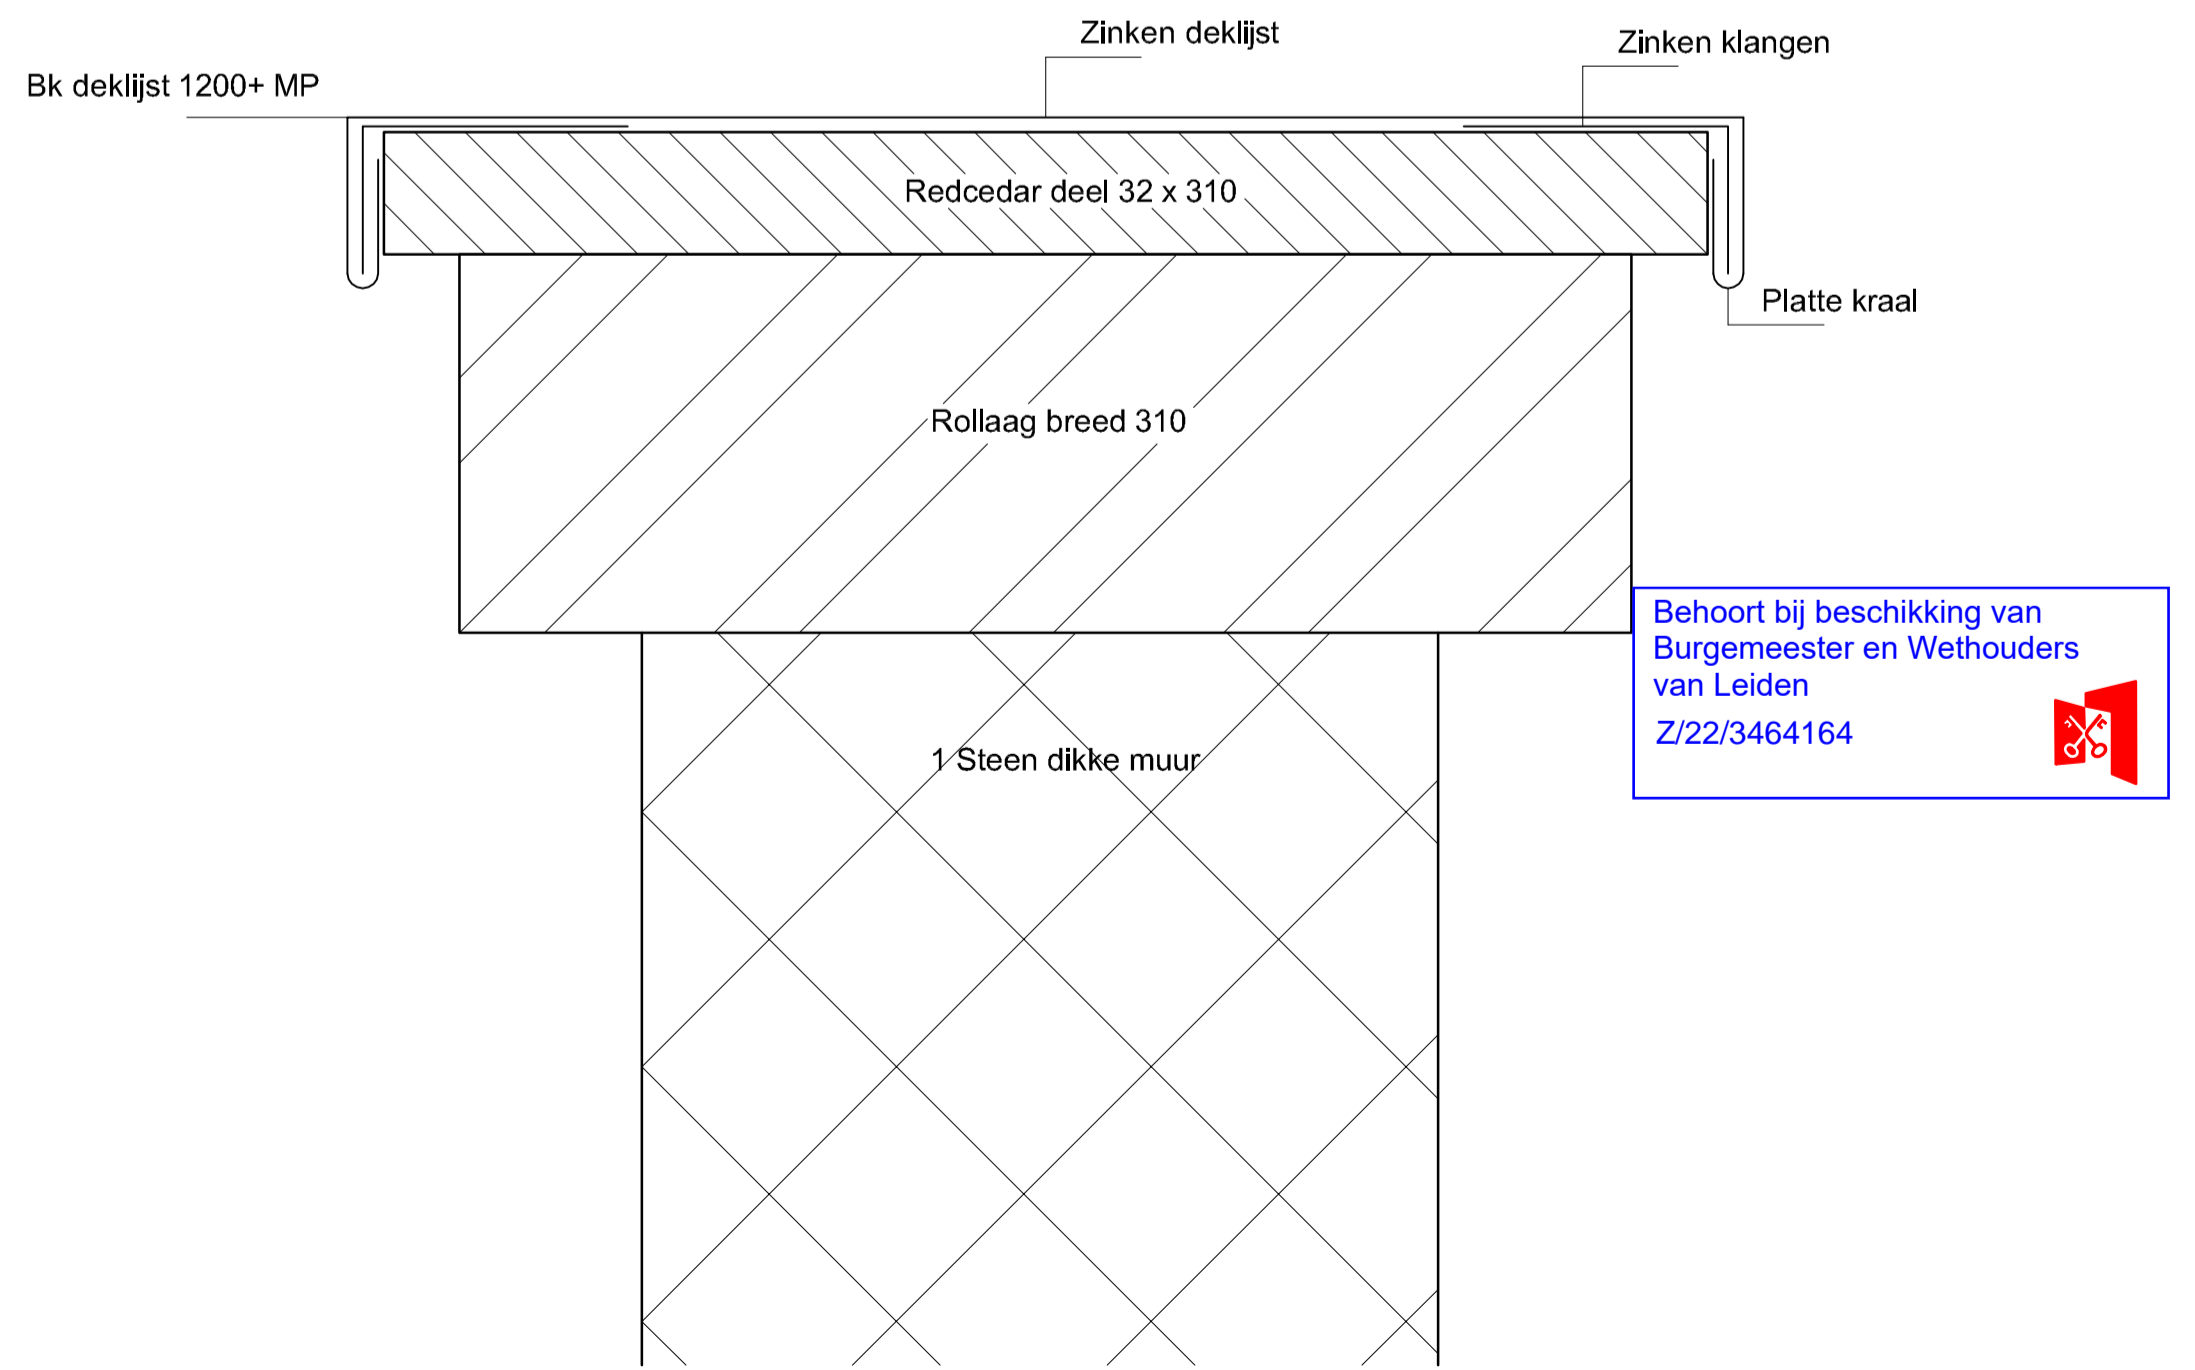 Zinken deklijst
Zinken klangen
Bk deklijst 1200+ MP
Redcedar deel 32 x 310
Platte kraal
Rollaag breed 310
Behoort bij beschikking van
Burgemeester en Wethouders
van Leiden
Z/22/3464164
1 Steen dikke muur